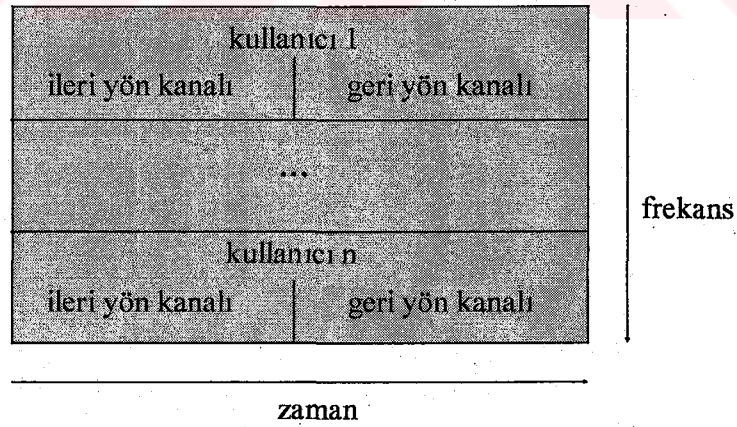 kullanıcı 1
ileri yön kanalı geri yön kanalı
...
frekans
kullanıcı n
ileri yön kanalı geri yön kanalı
zaman